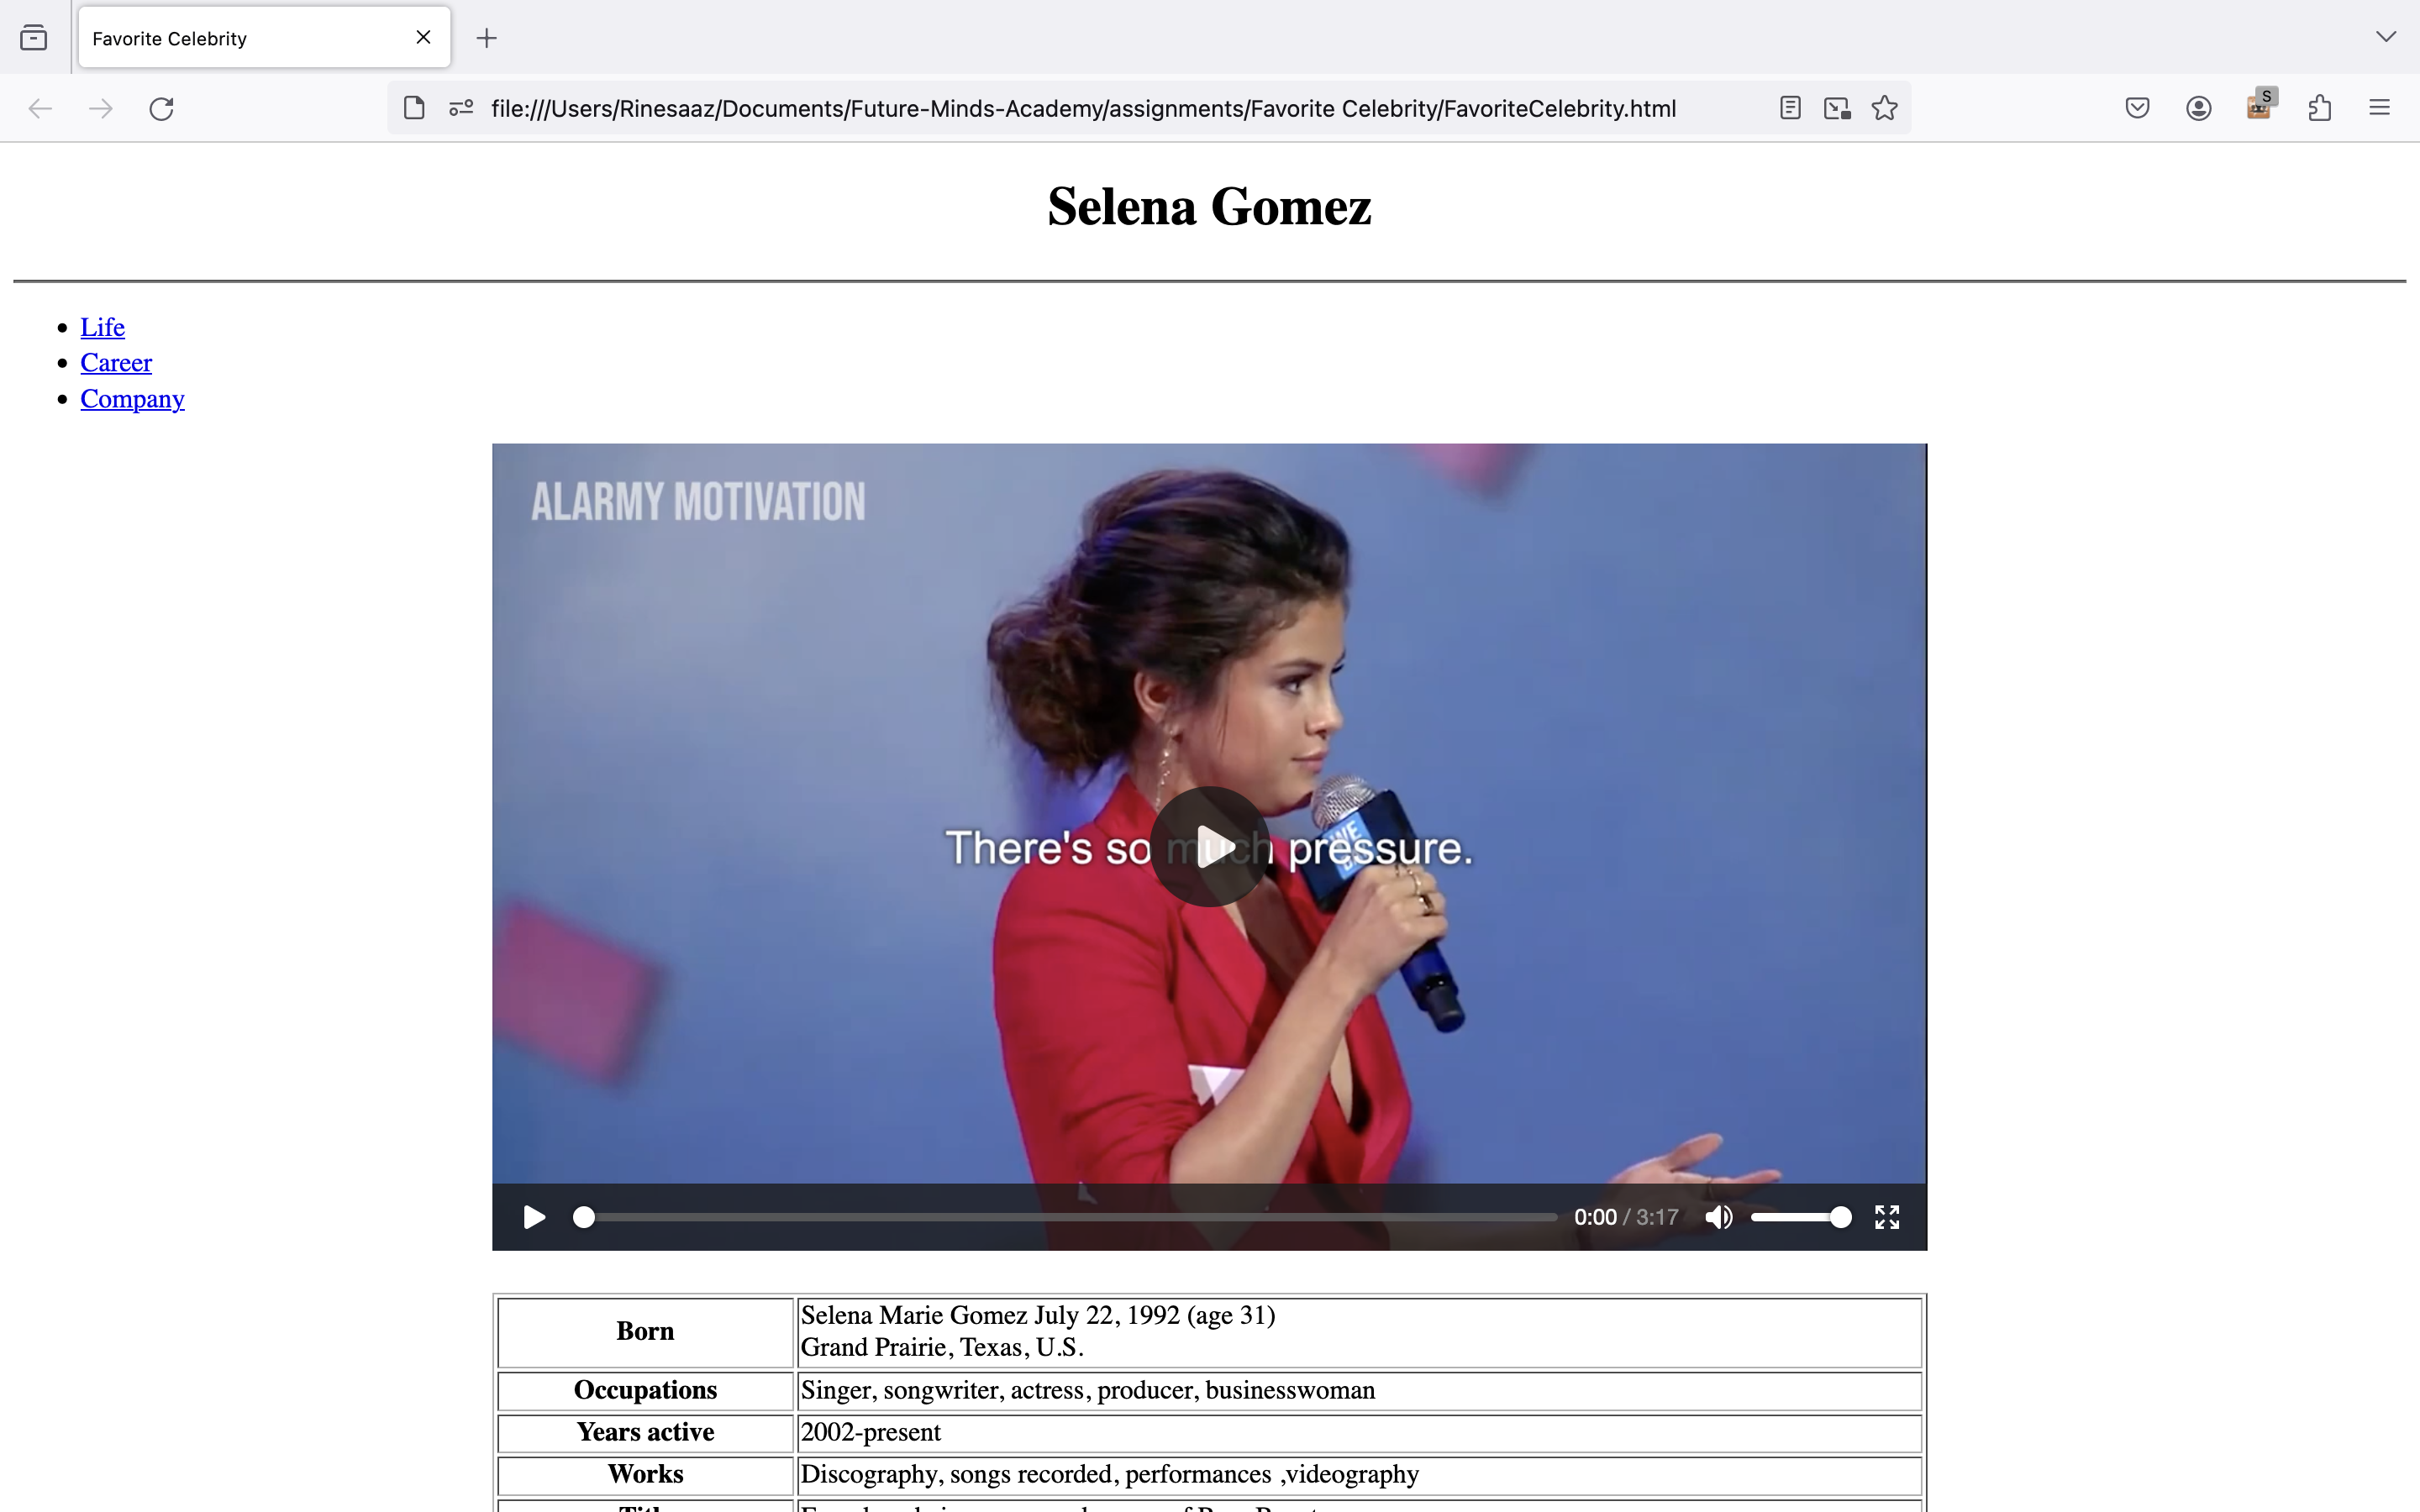 Favorite Celebrity
S
file:///Users/Rinesaaz/Documents/Future-Minds-Academy/assignments/Favorite Celebrity/FavoriteCelebrity.html
Selena Gomez
Life
Career
Company
ALARMY MOTIVATION
There's so much pressure.
WE
0:00 / 3:17
Born
Selena Marie Gomez July 22, 1992 (age 31)
Grand Prairie, Texas, U.S.
Occupations
Singer, songwriter, actress, producer, businesswoman
Years active
2002-present
Works
Discography, songs recorded, performances ,videography